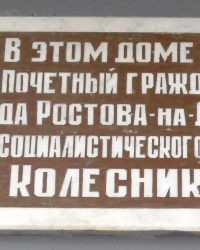 В этом доме
Почетный гражд
да Ростова-на-
социалистического
Колесник